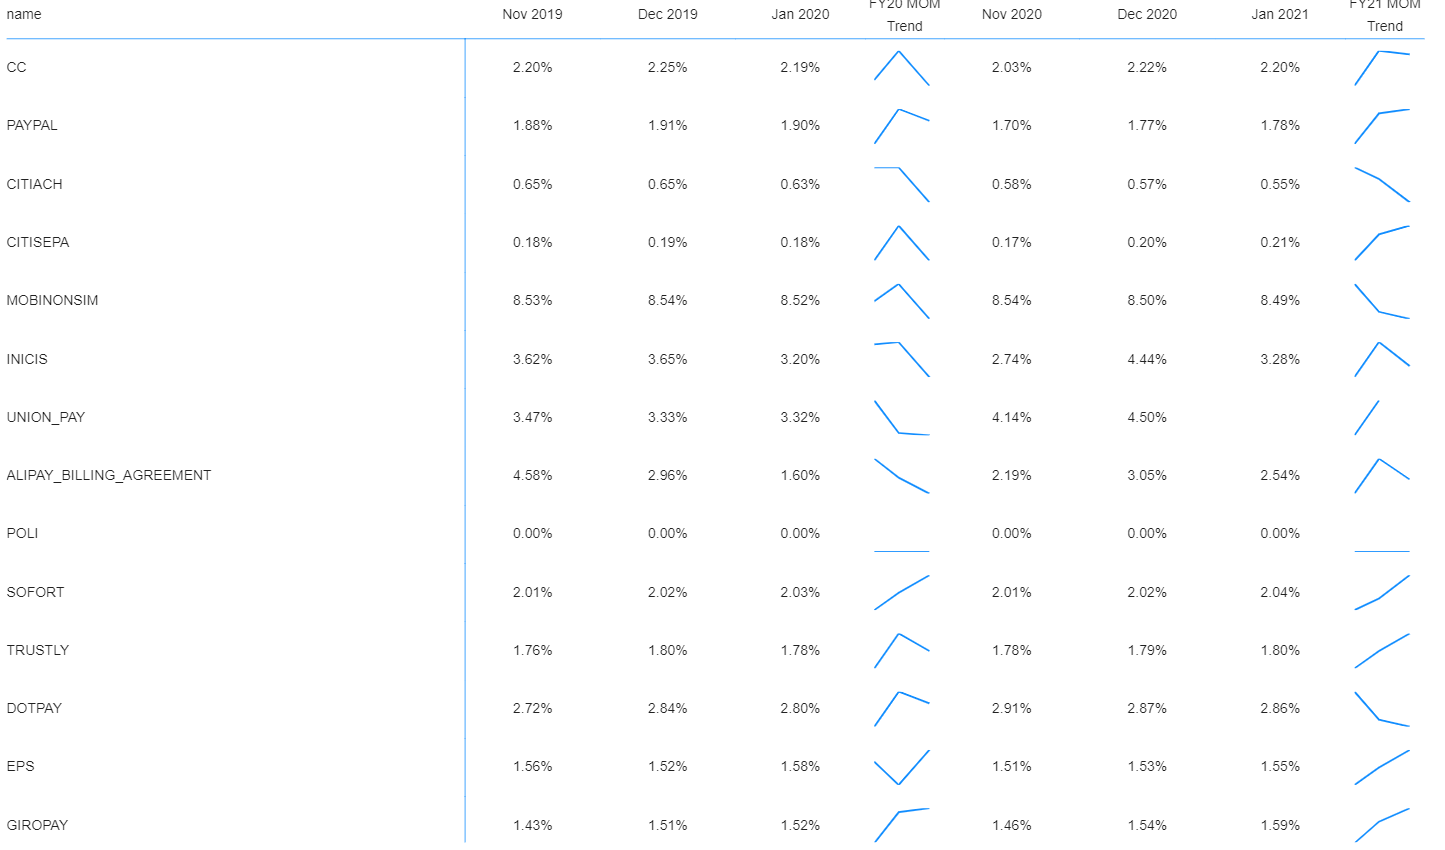 name Nov 2019 Dec 2019 Jan 2020 FY20 MOM Trend Nov 2020 Dec 2020 Jan 2021 FY21 MOM Trend
CC 2.20% 2.25% 2.19% 2.03% 2.22% 2.20%
PAYPAL 1.88% 1.91% 1.90% 1.70% 1.77% 1.78%
CITIACH 0.65% 0.65% 0.63% 0.58% 0.57% 0.55%
CITISEPA 0.18% 0.19% 0.18% 0.17% 0.20% 0.21%
MOBINONSIM 8.53% 8.54% 8.52% 8.54% 8.50% 8.49%
INICIS 3.62% 3.65% 3.20% 2.74% 4.44% 3.28%
UNION_PAY 3.47% 3.33% 3.32% 4.14% 4.50%
ALIPAY_BILLING_AGREEMENT 4.58% 2.96% 1.60% 2.19% 3.05% 2.54%
POLI 0.00% 0.00% 0.00% 0.00% 0.00% 0.00%
SOFORT 2.01% 2.02% 2.03% 2.01% 2.02% 2.04%
TRUSTLY 1.76% 1.80% 1.78% 1.78% 1.79% 1.80%
DOTPAY 2.72% 2.84% 2.80% 2.91% 2.87% 2.86%
EPS 1.56% 1.52% 1.58% 1.51% 1.53% 1.55%
GIROPAY 1.43% 1.51% 1.52% 1.46% 1.54% 1.59%